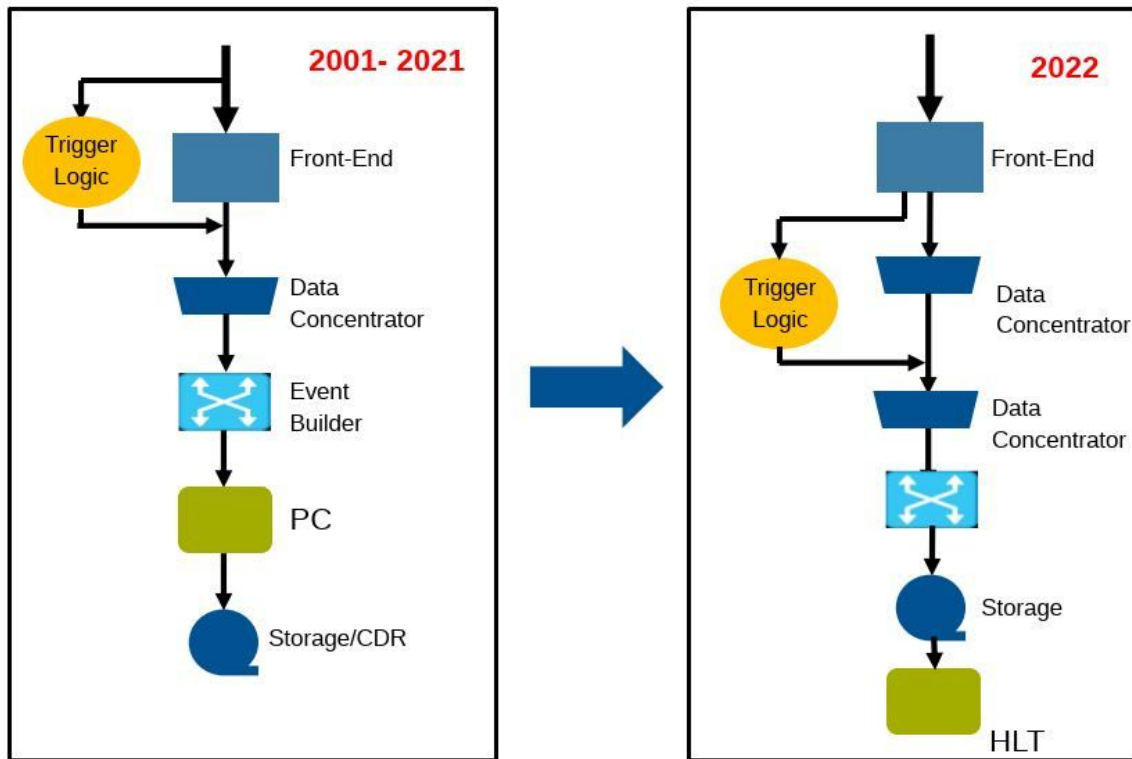 2001- 2021
Trigger
Logic
Front-End
Data
Concentrator
Event
Builder
PC
Storage/CDR
2022
Front-End
Trigger
Logic
Data
Concentrator
Data
Concentrator
Storage
HLT